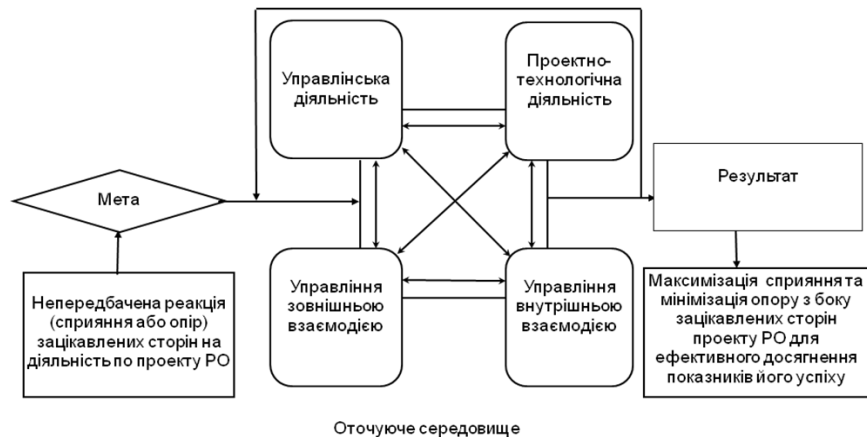 Управлінська
діяльність
Проектно-
технологічна
діяльність
Мета
Результат
Непередбачена реакція
(сприяння або опір)
зацікавлених сторін на
діяльність по проекту РО
Управління
зовнішньою
взаємодією
Управління
внутрішньою
взаємодією
Максимізація сприяння та
мінімізація опору з боку
зацікавлених сторін
проекту РО для
ефективного досягнення
показників його успіху
Оточуюче середовище